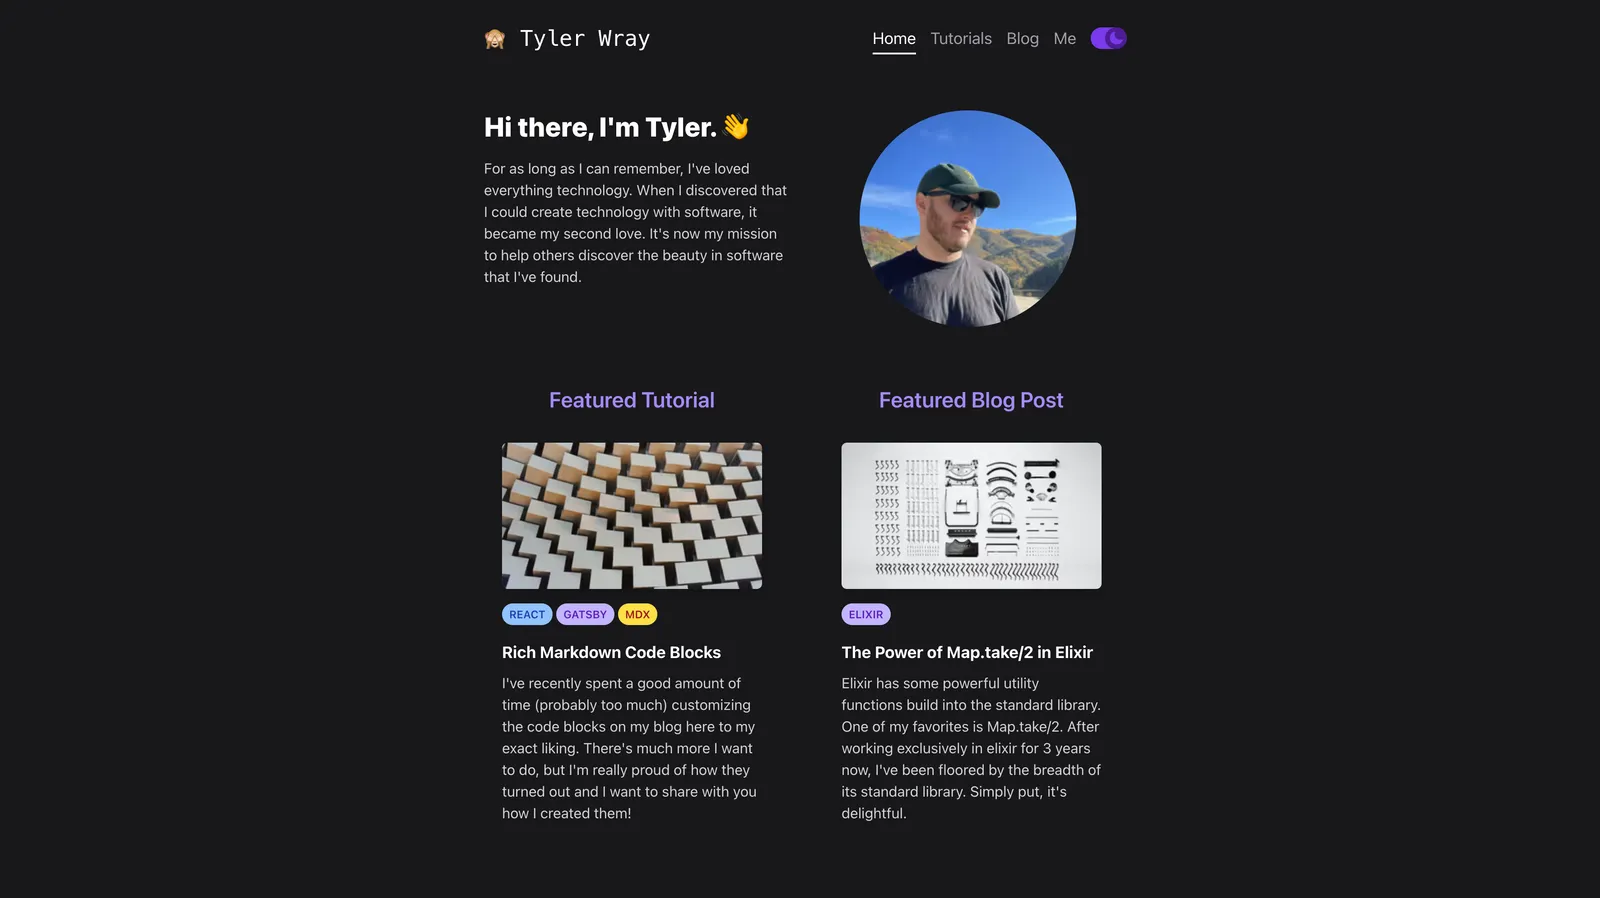 🙈 Tyler Wray
Home Tutorials Blog Me
Hi there, I'm Tyler. 👋
For as long as I can remember, I've loved
everything technology. When I discovered that
I could create technology with software, it
became my second love. It's now my mission
to help others discover the beauty in software
that I've found.
Featured Tutorial
REACT GATSBY MDX
Rich Markdown Code Blocks
I've recently spent a good amount of
time (probably too much) customizing
the code blocks on my blog here to my
exact liking. There's much more I want
to do, but I'm really proud of how they
turned out and I want to share with you
how I created them!
Featured Blog Post
ELIXIR
The Power of Map.take/2 in Elixir
Elixir has some powerful utility
functions build into the standard library.
One of my favorites is Map.take/2. After
working exclusively in elixir for 3 years
now, I've been floored by the breadth of
its standard library. Simply put, it's
delightful.